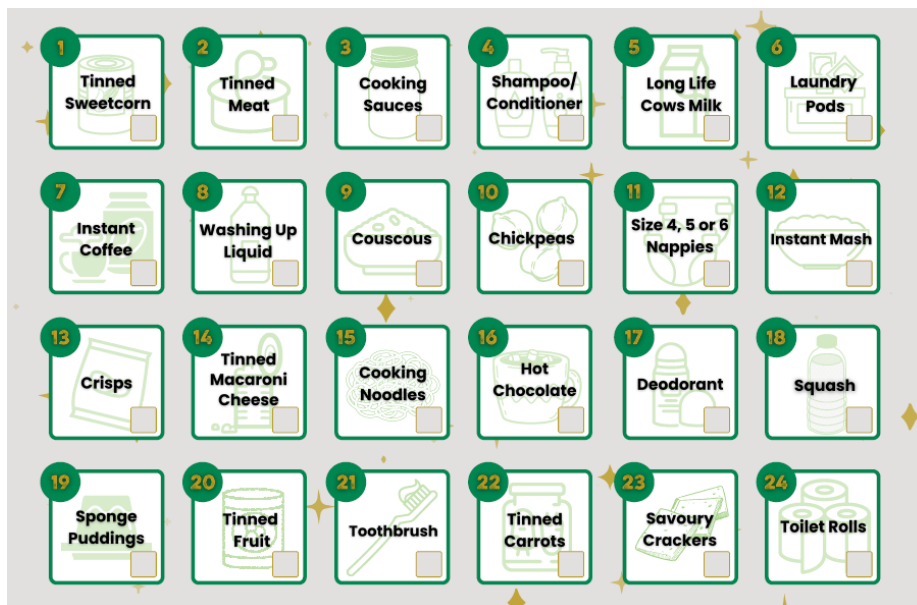 1
Tinned
Sweetcorn
2
Tinned
Meat
3
Cooking
Sauces
4
Shampoo/
Conditioner
5
Long Life
Cows Milk
6
Laundry
Pods
7
Instant
Coffee
8
Washing Up
Liquid
9
Couscous
10
Chickpeas
11
Size 4, 5 or 6
Nappies
12
Instant Mash
13
Crisps
14
Tinned
Macaroni
Cheese
15
Cooking
Noodles
16
Hot
Chocolate
17
Deodorant
18
Squash
19
Sponge
Puddings
20
Tinned
Fruit
21
Toothbrush
22
Tinned
Carrots
23
Savoury
Crackers
24
Toilet Rolls